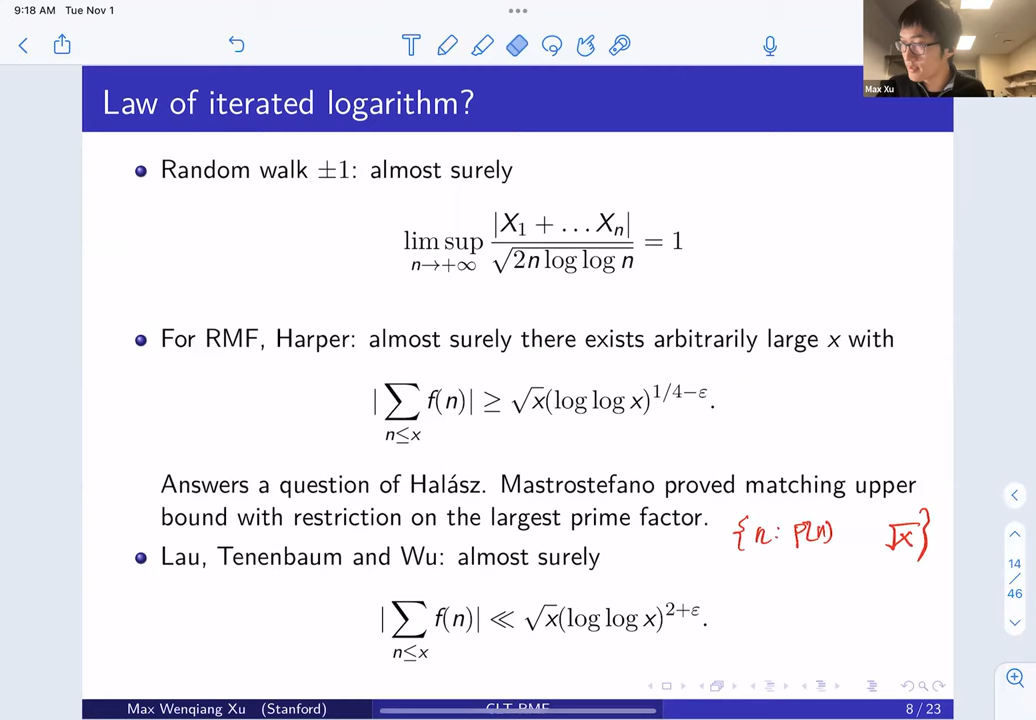 9:18 AM Tue Nov 1
Max Xu
Law of iterated logarithm?
Random walk ±1: almost surely
lim sup_{n→+∞} |X₁ + … Xₙ| / √(2n log log n) = 1
For RMF, Harper: almost surely there exists arbitrarily large x with
|∑_{n≤x} f(n)| ≥ √x(log log x)^{1/4−ε}.
Answers a question of Halász. Mastrostefano proved matching upper
bound with restriction on the largest prime factor.
{n: P(n) √x}
Lau, Tenenbaum and Wu: almost surely
|∑_{n≤x} f(n)| ≪ √x(log log x)^{2+ε}.
14
/
46
Max Wenqiang Xu (Stanford) CLT RMF 8 / 23